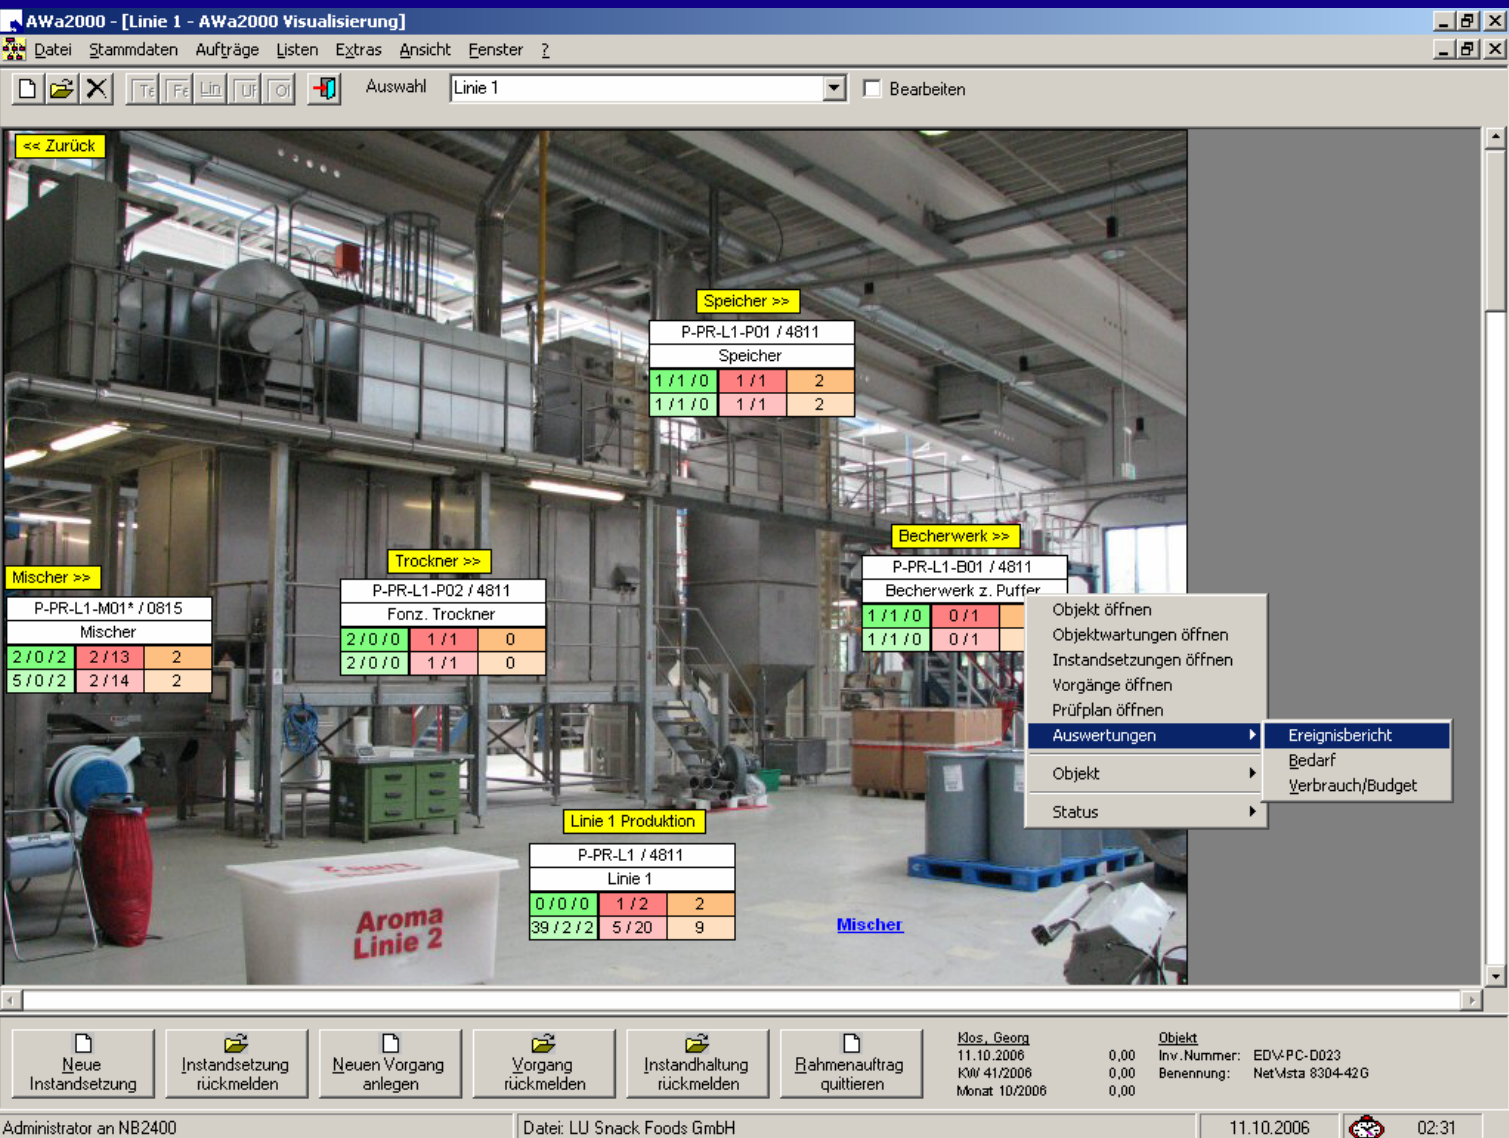 AWa2000 - [Linie 1 - AWa2000 Visualisierung]
Datei Stammdaten Aufträge Listen Extras Ansicht Fenster ?
Te Fe Lin Auswahl Linie 1 Bearbeiten
<< Zurück
Speicher >>
P-PR-L1-P01 / 4811
Speicher
1 / 1 / 0 1 / 1 2
1 / 1 / 0 1 / 1 2
Becherwerk >>
P-PR-L1-B01 / 4811
Becherwerk z. Puffer
1 / 1 / 0 0 / 1
1 / 1 / 0 0 / 1
Trockner >>
P-PR-L1-P02 / 4811
Fonz. Trockner
2 / 0 / 0 1 / 1 0
2 / 0 / 0 1 / 1 0
Mischer >>
P-PR-L1-M01* / 0815
Mischer
2 / 0 / 2 2 / 13 2
5 / 0 / 2 2 / 14 2
Objekt öffnen
Objektwartungen öffnen
Instandsetzungen öffnen
Vorgänge öffnen
Prüfplan öffnen
Auswertungen
Objekt
Status
Ereignisbericht
Bedarf
Verbrauch/Budget
Linie 1 Produktion
P-PR-L1 / 4811
Linie 1
0 / 0 / 0 1 / 2 2
39 / 2 / 2 5 / 20 9
Mischer
Aroma
Linie 2
Neue
Instandsetzung
Instandsetzung
rückmelden
Neuen Vorgang
anlegen
Vorgang
rückmelden
Instandhaltung
rückmelden
Rahmenauftrag
quittieren
Klos, Georg
11.10.2006 0,00
KW 41/2006 0,00
Monat 10/2006 0,00
Objekt
Inv.Nummer: EDV-PC-D023
Benennung: NetVista 8304-42G
Administrator an NB2400 Datei: LU Snack Foods GmbH 11.10.2006 02:31